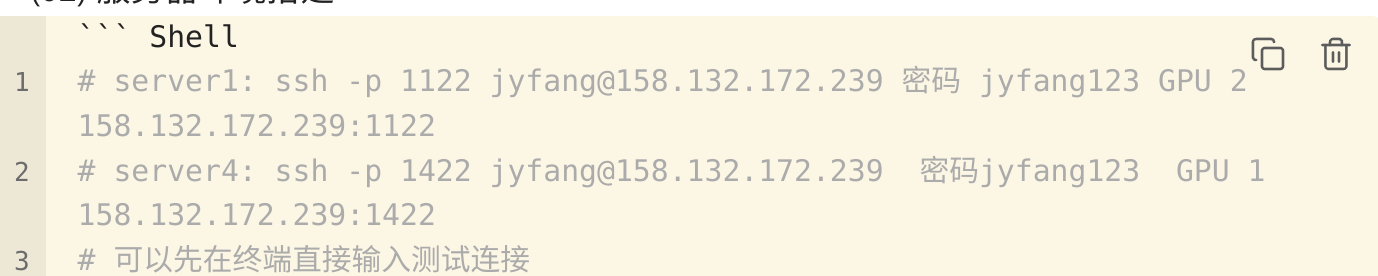 ``` Shell
1 # server1: ssh -p 1122 jyfang@158.132.172.239 密码 jyfang123 GPU 2
158.132.172.239:1122
2 # server4: ssh -p 1422 jyfang@158.132.172.239  密码jyfang123  GPU 1
158.132.172.239:1422
3 # 可以先在终端直接输入测试连接